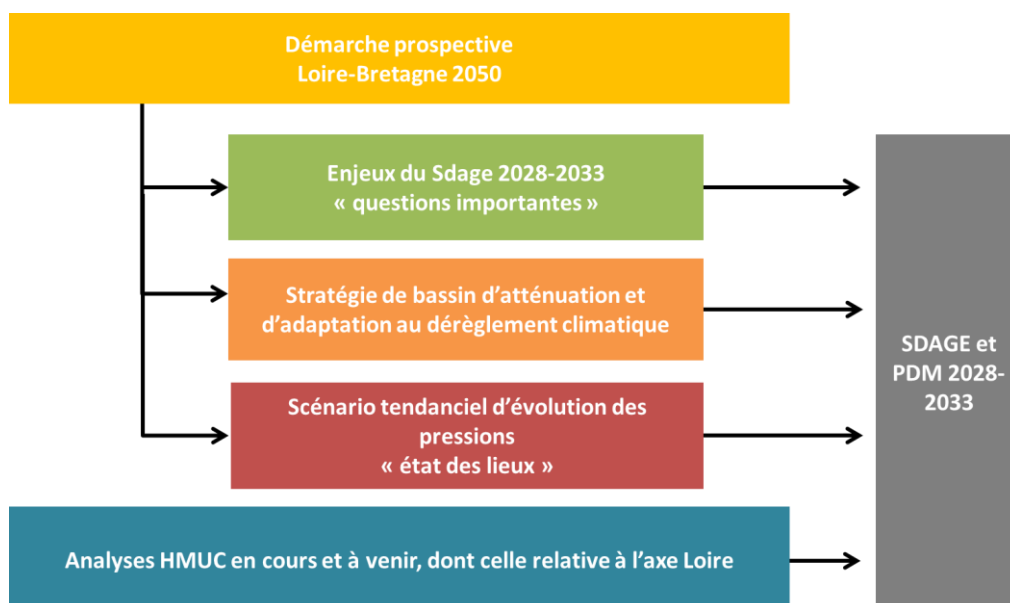 Démarche prospective
Loire-Bretagne 2050
Enjeux du Sdage 2028-2033
« questions importantes »
Stratégie de bassin d’atténuation et
d’adaptation au dérèglement climatique
Scénario tendanciel d’évolution des
pressions
« état des lieux »
SDAGE et
PDM 2028-
2033
Analyses HMUC en cours et à venir, dont celle relative à l’axe Loire